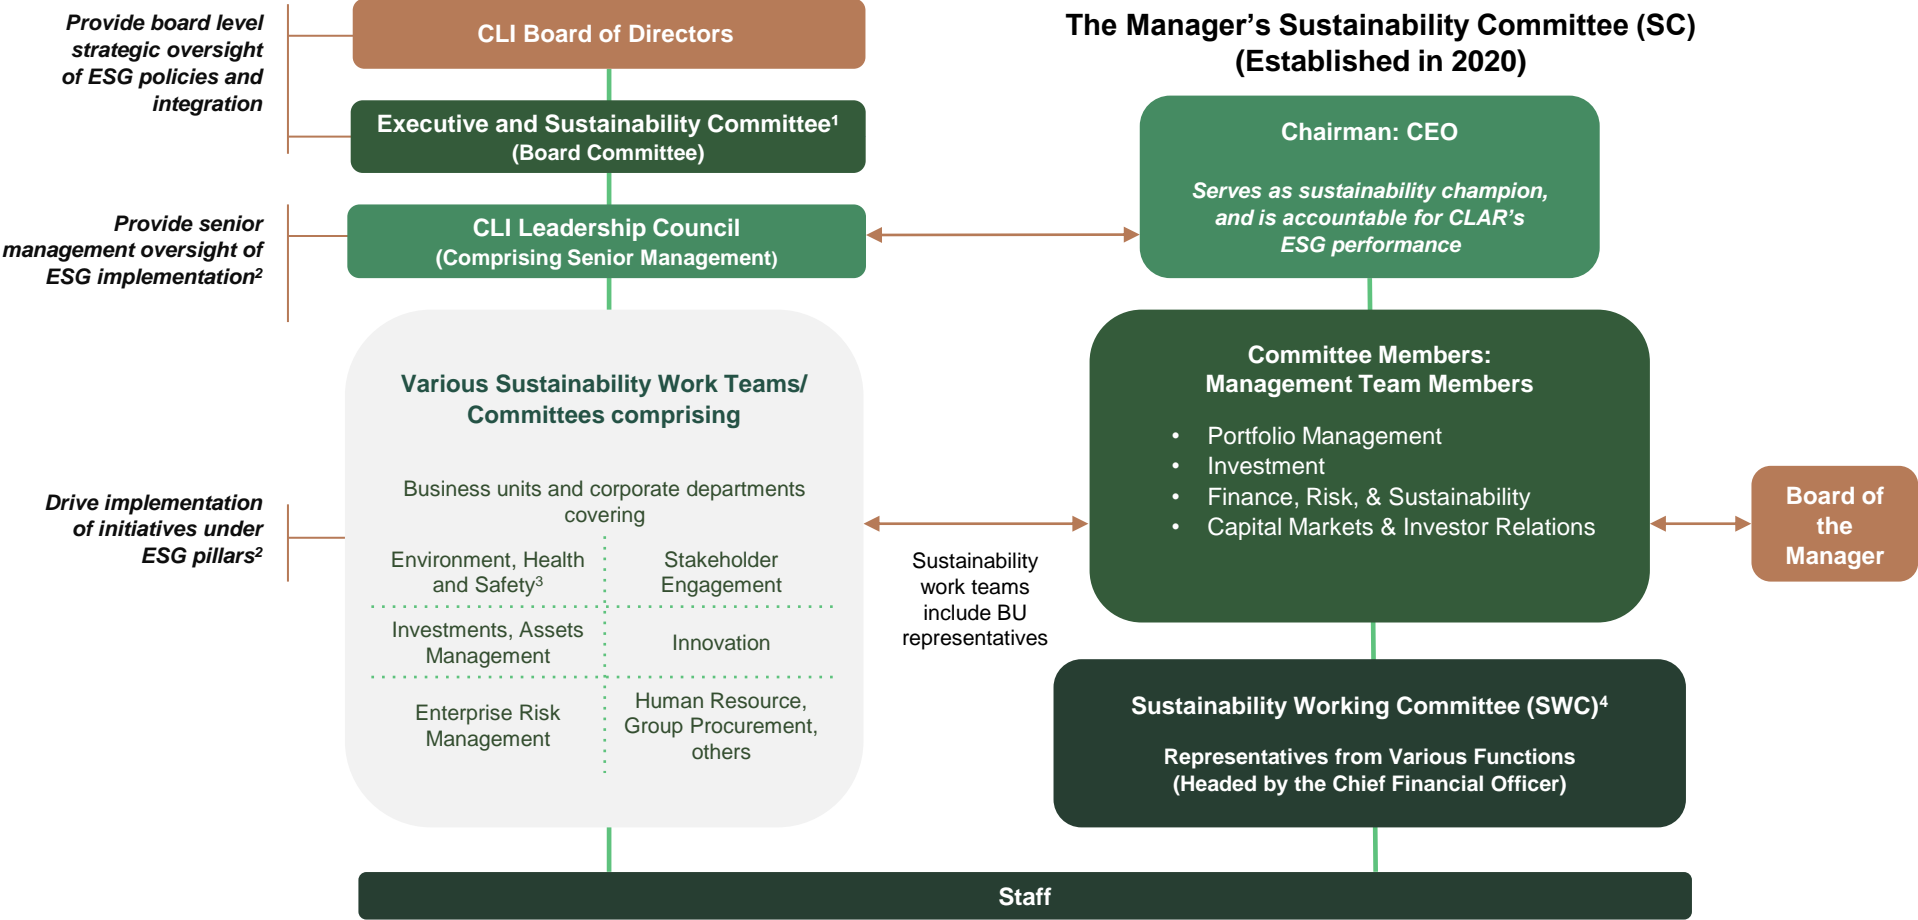 Provide board level
strategic oversight
of ESG policies and
integration
CLI Board of Directors
Executive and Sustainability Committee¹
(Board Committee)
Provide senior
management oversight of
ESG implementation²
CLI Leadership Council
(Comprising Senior Management)
Various Sustainability Work Teams/
Committees comprising
Business units and corporate departments
covering
Environment, Health
and Safety³
Stakeholder
Engagement
Investments, Assets
Management
Innovation
Enterprise Risk
Management
Human Resource,
Group Procurement,
others
Drive implementation
of initiatives under
ESG pillars²
The Manager’s Sustainability Committee (SC)
(Established in 2020)
Chairman: CEO
Serves as sustainability champion,
and is accountable for CLAR’s
ESG performance
Committee Members:
Management Team Members
• Portfolio Management
• Investment
• Finance, Risk, & Sustainability
• Capital Markets & Investor Relations
Sustainability
work teams
include BU
representatives
Board of
the
Manager
Sustainability Working Committee (SWC)⁴
Representatives from Various Functions
(Headed by the Chief Financial Officer)
Staff